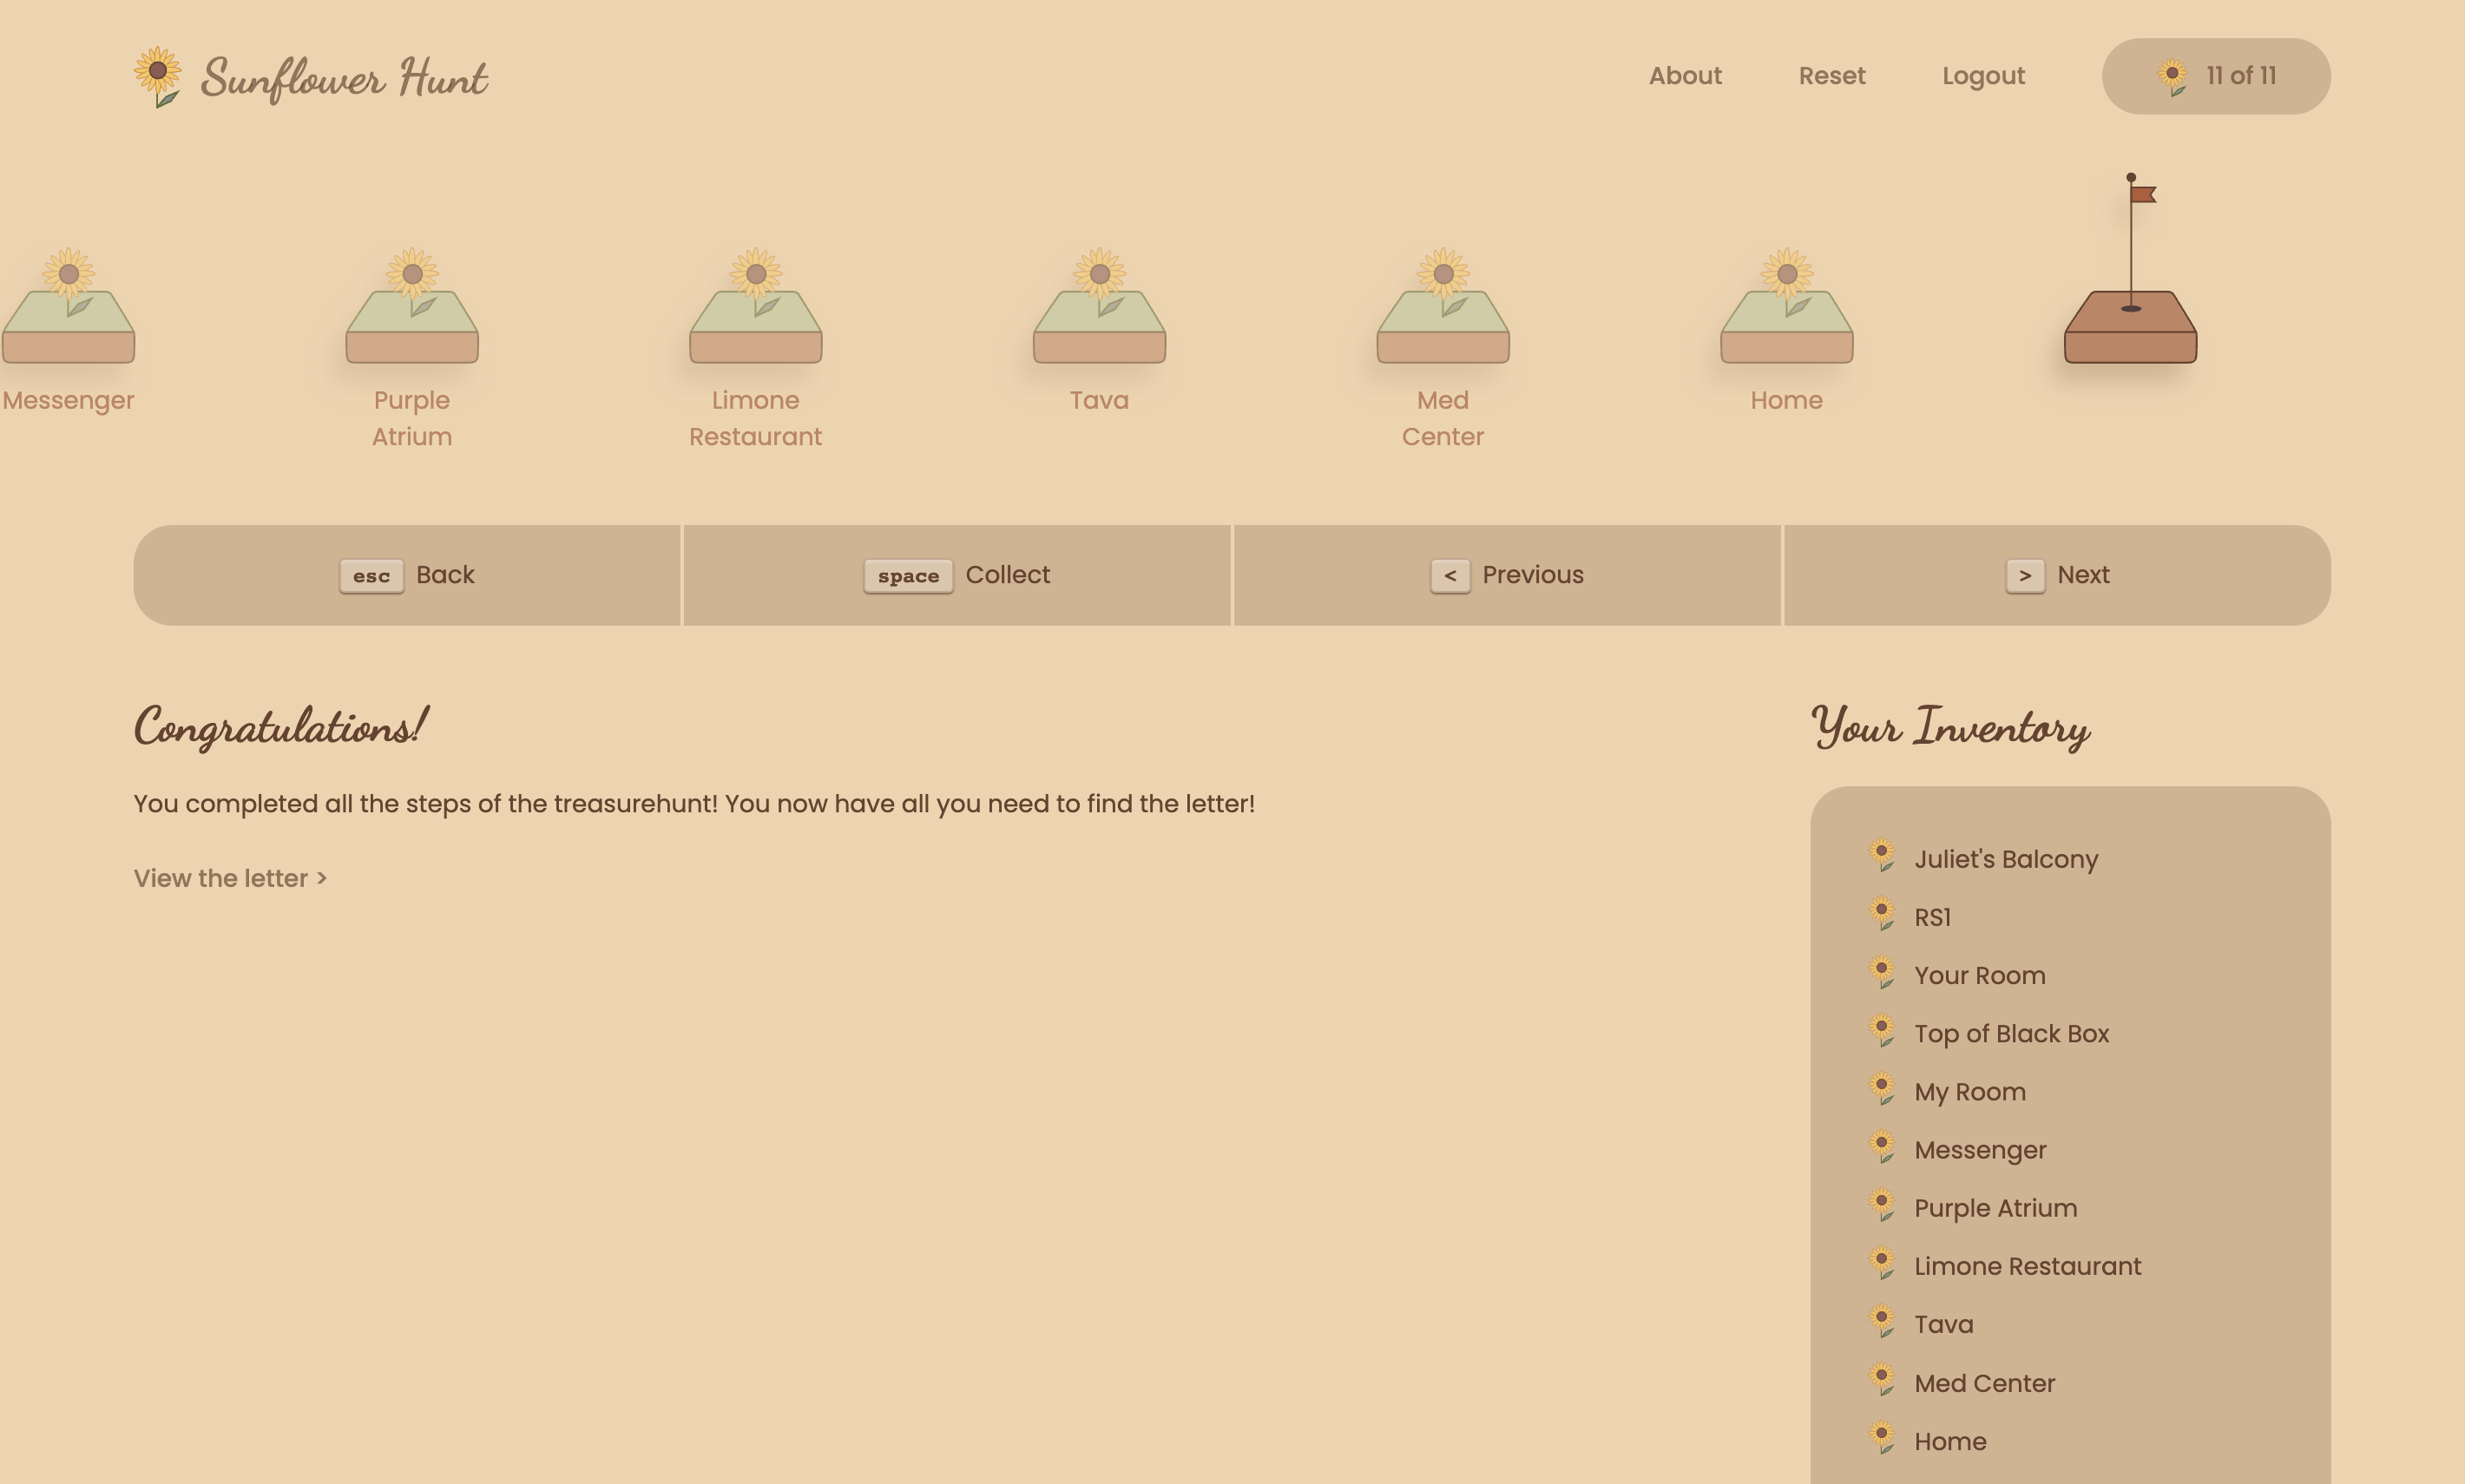 Sunflower Hunt
About
Reset
Logout
11 of 11
Messenger
Purple
Atrium
Limone
Restaurant
Tava
Med
Center
Home
esc Back
space Collect
< Previous
> Next
Congratulations!
You completed all the steps of the treasurehunt! You now have all you need to find the letter!
View the letter >
Your Inventory
Juliet's Balcony
RS1
Your Room
Top of Black Box
My Room
Messenger
Purple Atrium
Limone Restaurant
Tava
Med Center
Home